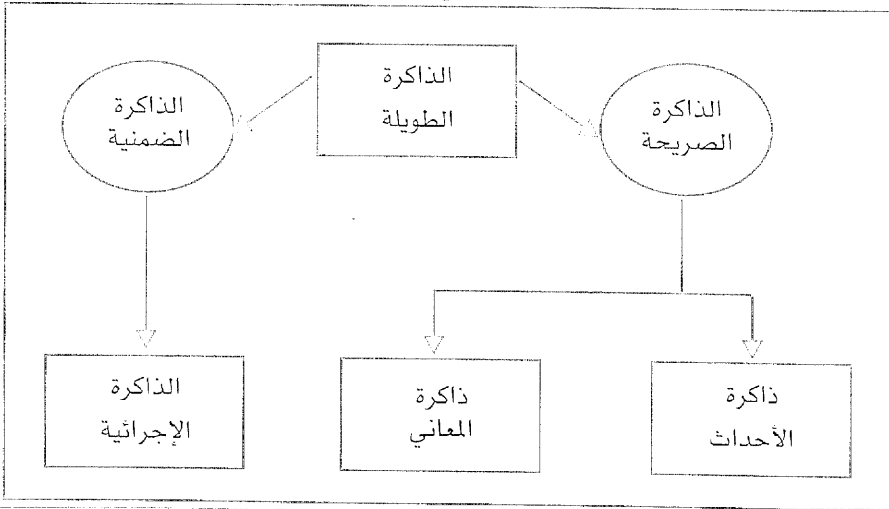 الذاكرة
الطويلة
الذاكرة
الصريحة
الذاكرة
الضمنية
ذاكرة
الأحداث
ذاكرة
المعاني
الذاكرة
الإجرائية